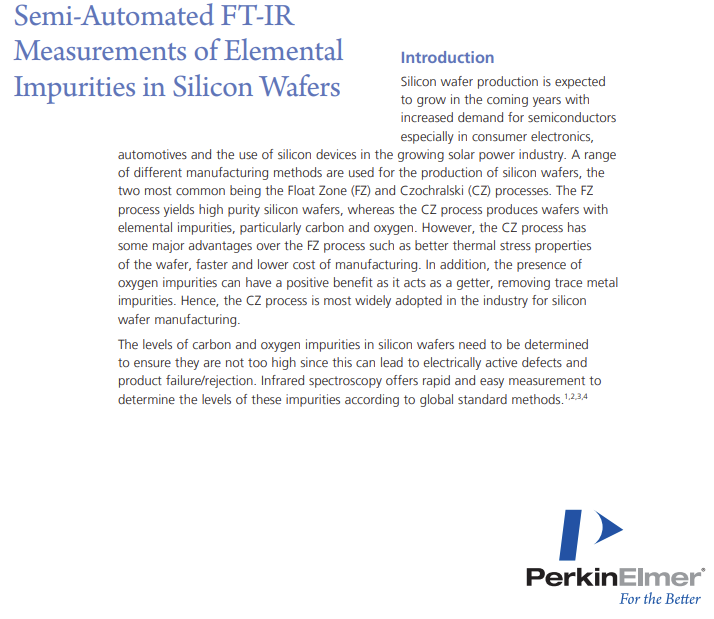 Semi-Automated FT-IR
Measurements of Elemental
Impurities in Silicon Wafers
Introduction
Silicon wafer production is expected
to grow in the coming years with
increased demand for semiconductors
especially in consumer electronics,
automotives and the use of silicon devices in the growing solar power industry. A range
of different manufacturing methods are used for the production of silicon wafers, the
two most common being the Float Zone (FZ) and Czochralski (CZ) processes. The FZ
process yields high purity silicon wafers, whereas the CZ process produces wafers with
elemental impurities, particularly carbon and oxygen. However, the CZ process has
some major advantages over the FZ process such as better thermal stress properties
of the wafer, faster and lower cost of manufacturing. In addition, the presence of
oxygen impurities can have a positive benefit as it acts as a getter, removing trace metal
impurities. Hence, the CZ process is most widely adopted in the industry for silicon
wafer manufacturing.
The levels of carbon and oxygen impurities in silicon wafers need to be determined
to ensure they are not too high since this can lead to electrically active defects and
product failure/rejection. Infrared spectroscopy offers rapid and easy measurement to
determine the levels of these impurities according to global standard methods.1,2,3,4
PerkinElmer®
For the Better